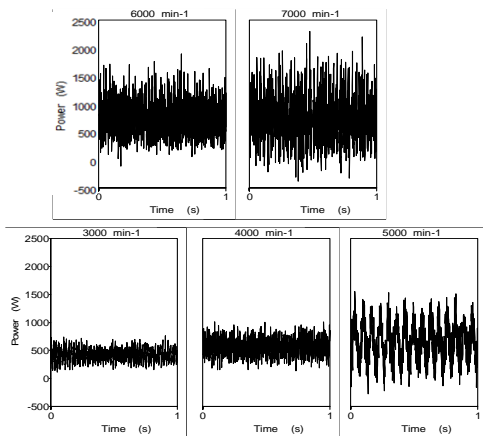 6000 min-1
7000 min-1
2500
2000
1500
1000
500
0
-500
Power (W)
0 1
0 1
Time (s)
Time (s)
3000 min-1
4000 min-1
5000 min-1
2500
2000
1500
1000
500
0
-500
Power (W)
0 1
0 1
0 1
Time (s)
Time (s)
Time (s)